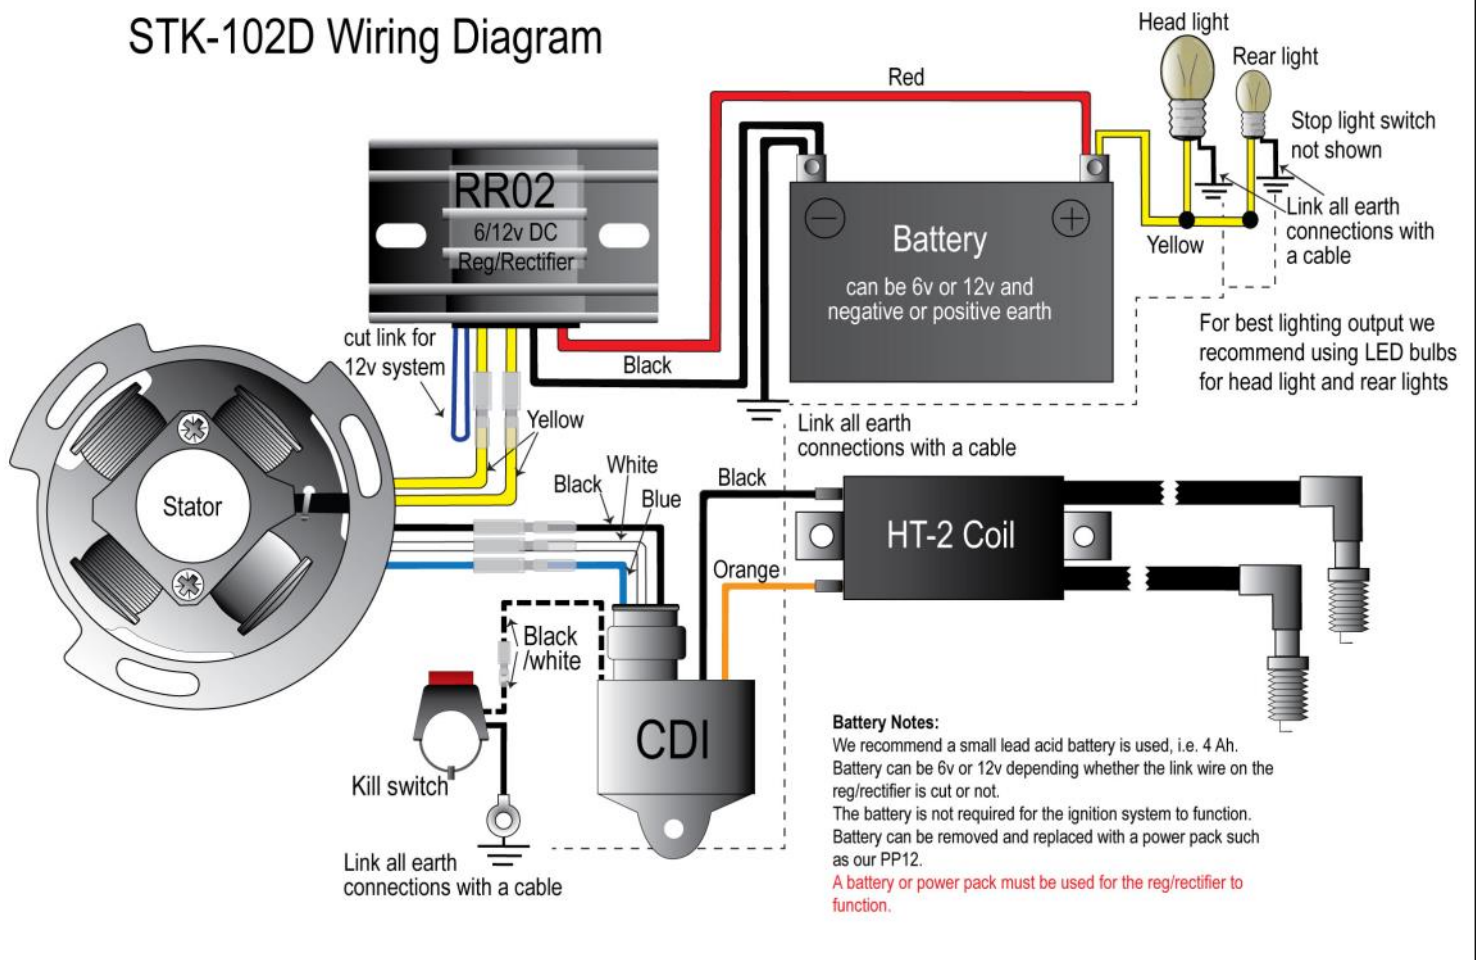 STK-102D Wiring Diagram
Head light
Rear light
Red
Stop light switch
not shown
RR02
6/12v DC
Reg/Rectifier
Battery
can be 6v or 12v and
negative or positive earth
Link all earth
connections with
a cable
Yellow
For best lighting output we
recommend using LED bulbs
for head light and rear lights
cut link for
12v system
Black
Link all earth
connections with a cable
Yellow
White
Black
Blue
Stator
Black
Orange
HT-2 Coil
Black
/white
CDI
Kill switch
Link all earth
connections with a cable
Battery Notes:
We recommend a small lead acid battery is used, i.e. 4 Ah.
Battery can be 6v or 12v depending whether the link wire on the
reg/rectifier is cut or not.
The battery is not required for the ignition system to function.
Battery can be removed and replaced with a power pack such
as our PP12.
A battery or power pack must be used for the reg/rectifier to
function.